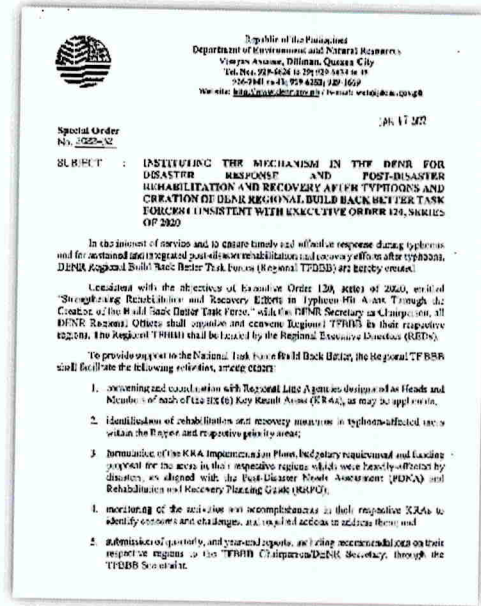 Republic of the Philippines
Department of Environment and Natural Resources
Visayas Avenue, Diliman, Quezon City
Tel. Nos.
Website:
Special Order
No.
SUBJECT : INSTITUTING THE MECHANISM IN THE DENR FOR
DISASTER RESPONSE AND POST-DISASTER
REHABILITATION AND RECOVERY AFTER TYPHOONS AND
CREATION OF DENR REGIONAL BUILD BACK BETTER TASK
FORCES CONSISTENT WITH EXECUTIVE ORDER 120, SERIES
OF 2020
In the interest of service and to ensure timely and effective response during typhoons
and for sustained and integrated post-disaster rehabilitation and recovery efforts after typhoons,
DENR Regional Build Back Better Task Forces (Regional TFBBB) are hereby created.
Consistent with the objectives of Executive Order 120, series of 2020, entitled
"Strengthening Rehabilitation and Recovery Efforts in Typhoon-Hit Areas Through the
Creation of the Build Back Better Task Force," with the DENR Secretary as Chairperson, all
DENR Regional Offices shall organize and convene Regional TFBBB in their respective
regions. The Regional TFBBB shall be headed by the Regional Executive Directors (REDs).
To provide support to the National Task Force Build Back Better, the Regional TFBBB
shall facilitate the following activities, among others:
1. convening and coordination with Regional Line Agencies designated as Heads and
Members of each of the six (6) Key Result Areas (KRAs), as may be applicable;
2. identification of rehabilitation and recovery measures in typhoon-affected areas
within the Region and respective priority areas;
3. formulation of the KRA Implementation Plans, budgetary requirement and funding
proposal for the areas in their respective regions which were heavily-affected by
disasters, as aligned with the Post-Disaster Needs Assessment (PDNA) and
Rehabilitation and Recovery Planning Guide (RRPG);
4. monitoring of the activities and accomplishments in their respective KRAs to
identify concerns and challenges, and required actions to address them; and
5. submission of quarterly, and year-end reports, including recommendations on their
respective regions to the TFBBB Chairperson/DENR Secretary, through the
TFBBB Secretariat.